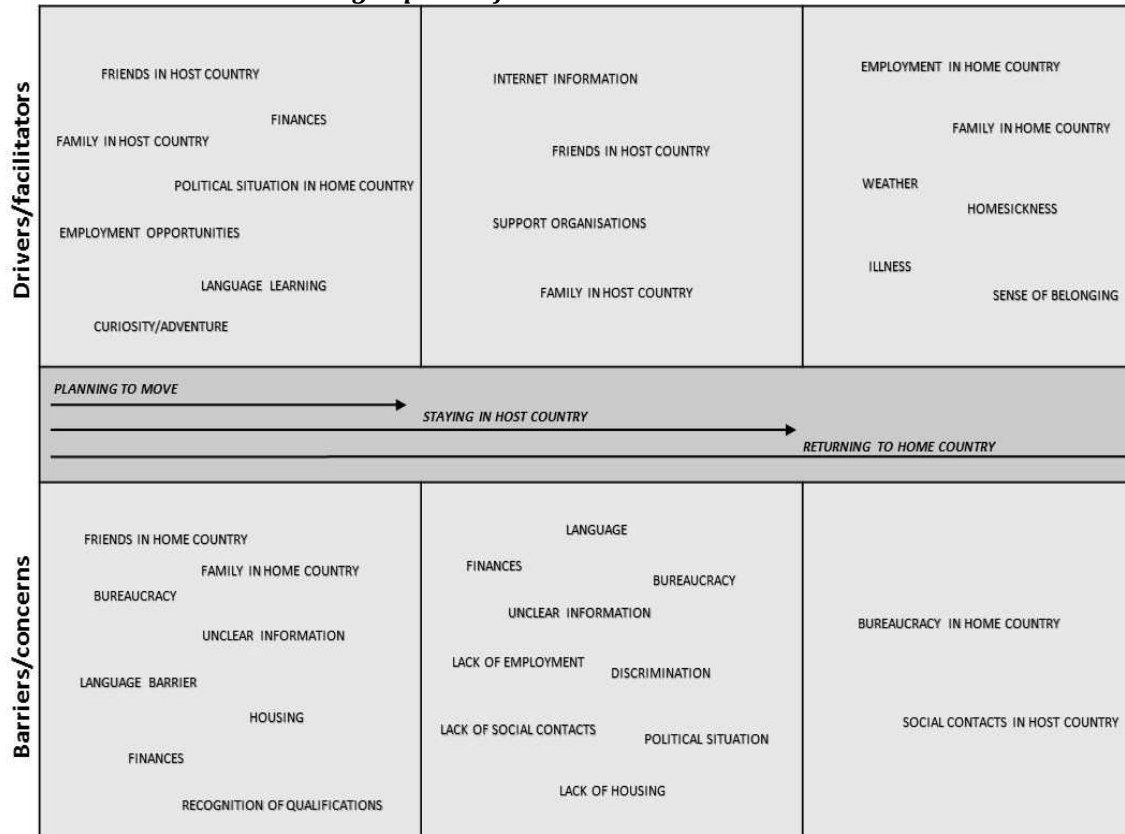 Drivers/facilitators
FRIENDS IN HOST COUNTRY
FINANCES
FAMILY IN HOST COUNTRY
POLITICAL SITUATION IN HOME COUNTRY
EMPLOYMENT OPPORTUNITIES
LANGUAGE LEARNING
CURIOSITY/ADVENTURE
INTERNET INFORMATION
FRIENDS IN HOST COUNTRY
SUPPORT ORGANISATIONS
FAMILY IN HOST COUNTRY
EMPLOYMENT IN HOME COUNTRY
FAMILY IN HOME COUNTRY
WEATHER
HOMESICKNESS
ILLNESS
SENSE OF BELONGING
PLANNING TO MOVE
STAYING IN HOST COUNTRY
RETURNING TO HOME COUNTRY
Barriers/concerns
FRIENDS IN HOME COUNTRY
FAMILY IN HOME COUNTRY
BUREAUCRACY
UNCLEAR INFORMATION
LANGUAGE BARRIER
HOUSING
FINANCES
RECOGNITION OF QUALIFICATIONS
LANGUAGE
FINANCES
BUREAUCRACY
UNCLEAR INFORMATION
LACK OF EMPLOYMENT
DISCRIMINATION
LACK OF SOCIAL CONTACTS
POLITICAL SITUATION
LACK OF HOUSING
BUREAUCRACY IN HOME COUNTRY
SOCIAL CONTACTS IN HOST COUNTRY